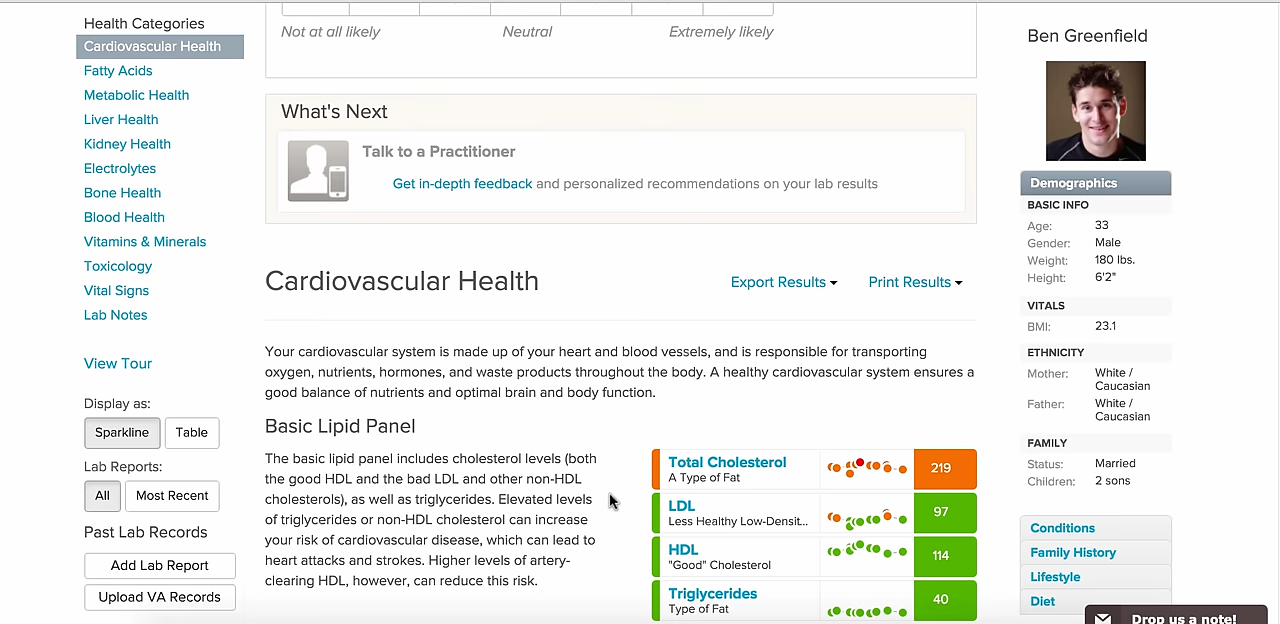 Health Categories
Cardiovascular Health
Fatty Acids
Metabolic Health
Liver Health
Kidney Health
Electrolytes
Bone Health
Blood Health
Vitamins & Minerals
Toxicology
Vital Signs
Lab Notes
View Tour
Display as:
Sparkline Table
Lab Reports:
All Most Recent
Past Lab Records
Add Lab Report
Upload VA Records
Not at all likely Neutral Extremely likely
What's Next
Talk to a Practitioner
Get in-depth feedback and personalized recommendations on your lab results
Cardiovascular Health
Export Results Print Results
Your cardiovascular system is made up of your heart and blood vessels, and is responsible for transporting
oxygen, nutrients, hormones, and waste products throughout the body. A healthy cardiovascular system ensures a
good balance of nutrients and optimal brain and body function.
Basic Lipid Panel
The basic lipid panel includes cholesterol levels (both
the good HDL and the bad LDL and other non-HDL
cholesterols), as well as triglycerides. Elevated levels
of triglycerides or non-HDL cholesterol can increase
your risk of cardiovascular disease, which can lead to
heart attacks and strokes. Higher levels of artery-
clearing HDL, however, can reduce this risk.
Total Cholesterol 219
A Type of Fat
LDL 97
Less Healthy Low-Densit...
HDL 114
"Good" Cholesterol
Triglycerides 40
Type of Fat
Ben Greenfield
Demographics
BASIC INFO
Age: 33
Gender: Male
Weight: 180 lbs.
Height: 6'2"
VITALS
BMI: 23.1
ETHNICITY
Mother: White /
Caucasian
Father: White /
Caucasian
FAMILY
Status: Married
Children: 2 sons
Conditions
Family History
Lifestyle
Diet
Drop us a note!